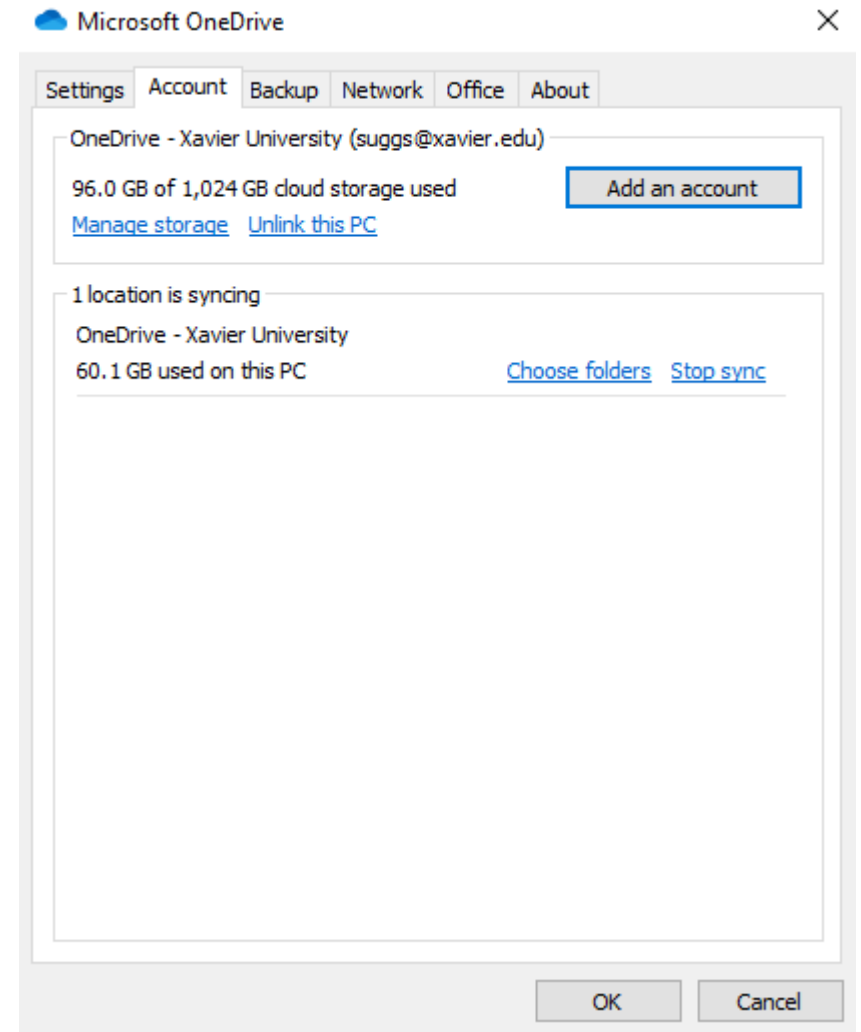 Microsoft OneDrive
Settings Account Backup Network Office About
OneDrive - Xavier University (suggs@xavier.edu)
96.0 GB of 1,024 GB cloud storage used Add an account
Manage storage Unlink this PC
1 location is syncing
OneDrive - Xavier University
60.1 GB used on this PC Choose folders Stop sync
OK Cancel